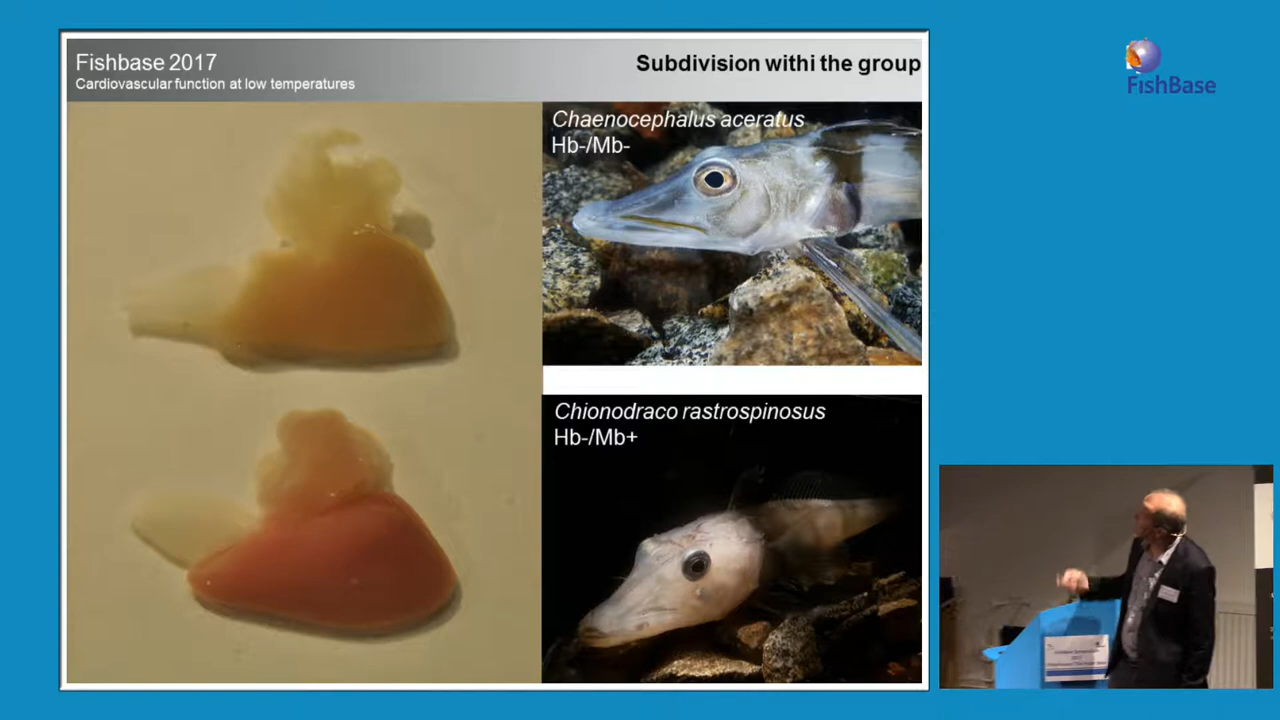 Fishbase 2017
Cardiovascular function at low temperatures
Subdivision withi the group
Chaenocephalus aceratus
Hb-/Mb-
Chionodraco rastrospinosus
Hb-/Mb+
FishBase
2017